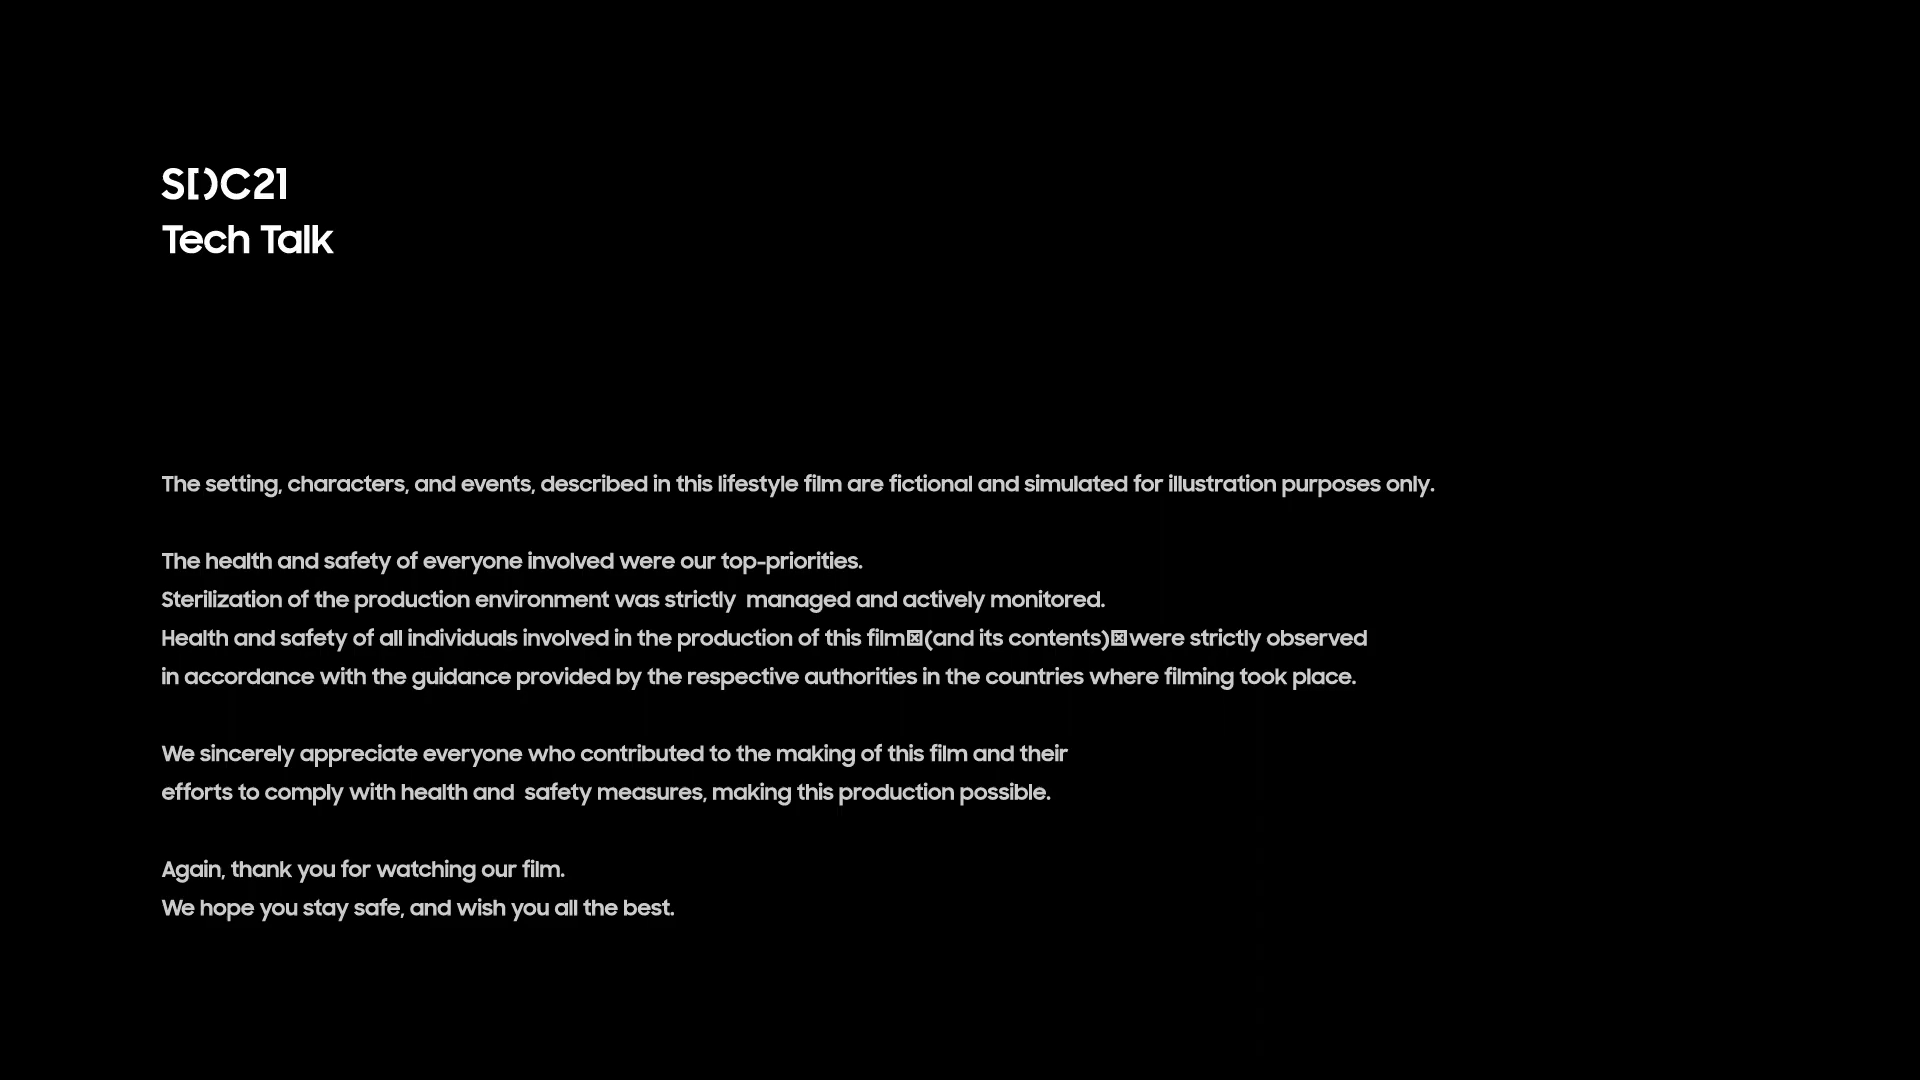 SDC21
Tech Talk
The setting, characters, and events, described in this lifestyle film are fictional and simulated for illustration purposes only.
The health and safety of everyone involved were our top-priorities.
Sterilization of the production environment was strictly  managed and actively monitored.
Health and safety of all individuals involved in the production of this film☒(and its contents)☒were strictly observed
in accordance with the guidance provided by the respective authorities in the countries where filming took place.
We sincerely appreciate everyone who contributed to the making of this film and their
efforts to comply with health and  safety measures, making this production possible.
Again, thank you for watching our film.
We hope you stay safe, and wish you all the best.